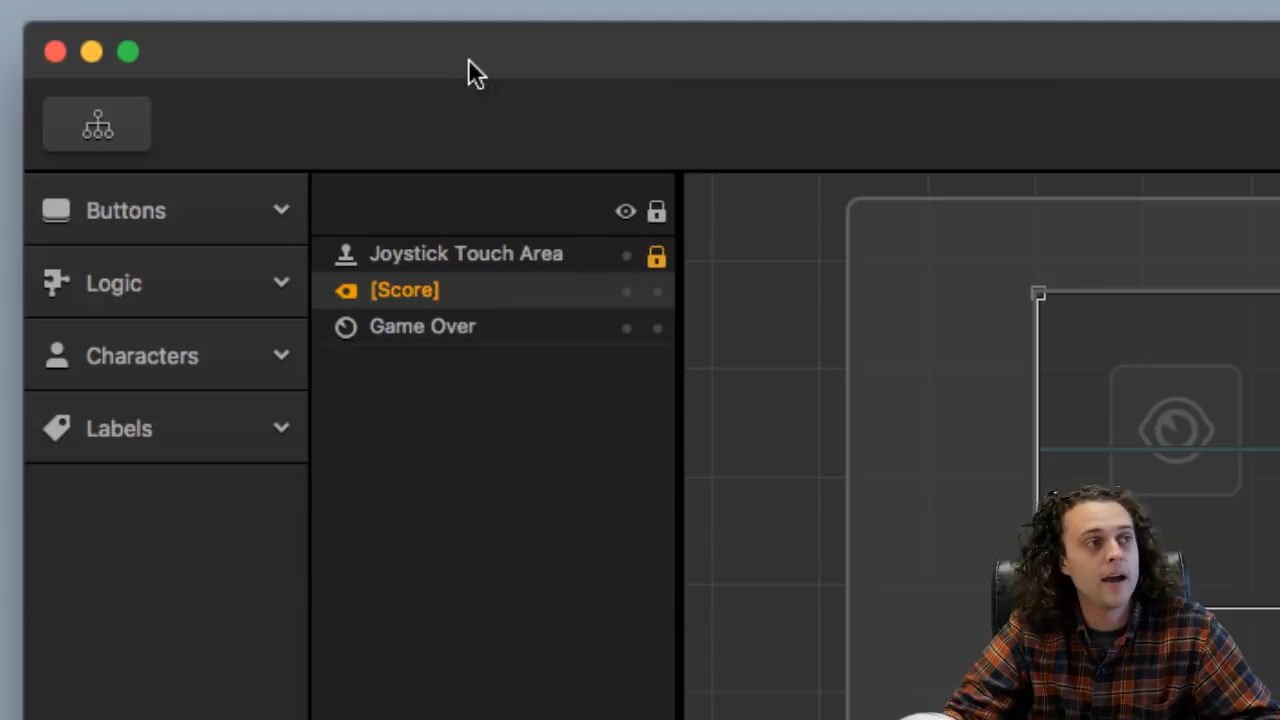 Buttons
Logic
Characters
Labels
Joystick Touch Area
[Score]
Game Over